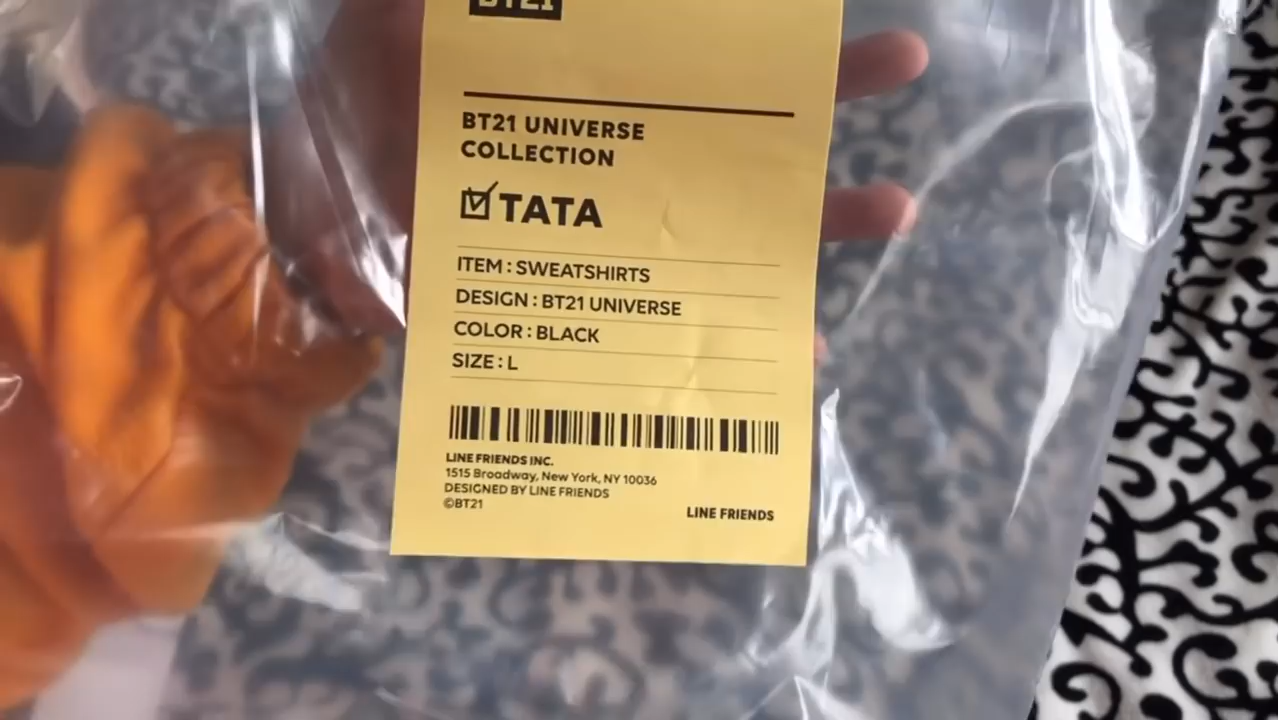 BT21
BT21 UNIVERSE
COLLECTION
TATA
ITEM : SWEATSHIRTS
DESIGN : BT21 UNIVERSE
COLOR : BLACK
SIZE : L
LINE FRIENDS INC.
1515 Broadway, New York, NY 10036
DESIGNED BY LINE FRIENDS
©BT21
LINE FRIENDS